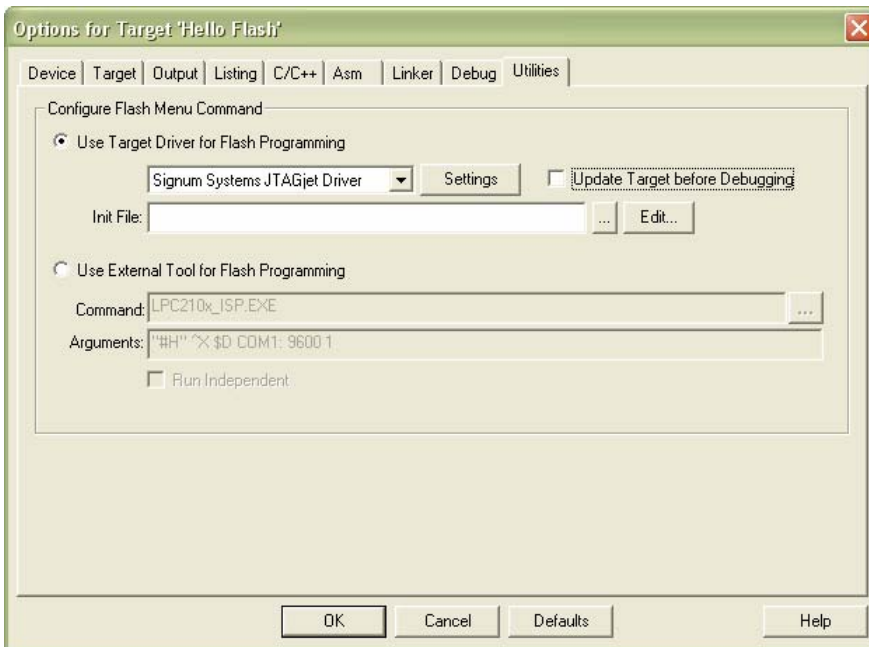 Options for Target 'Hello Flash'
Device Target Output Listing C/C++ Asm Linker Debug Utilities
Configure Flash Menu Command
Use Target Driver for Flash Programming
Signum Systems JTAGjet Driver Settings Update Target before Debugging
Init File: ... Edit...
Use External Tool for Flash Programming
Command: LPC210x_ISP.EXE ...
Arguments: "#H" ^X $D COM1: 9600 1
Run Independent
OK Cancel Defaults Help